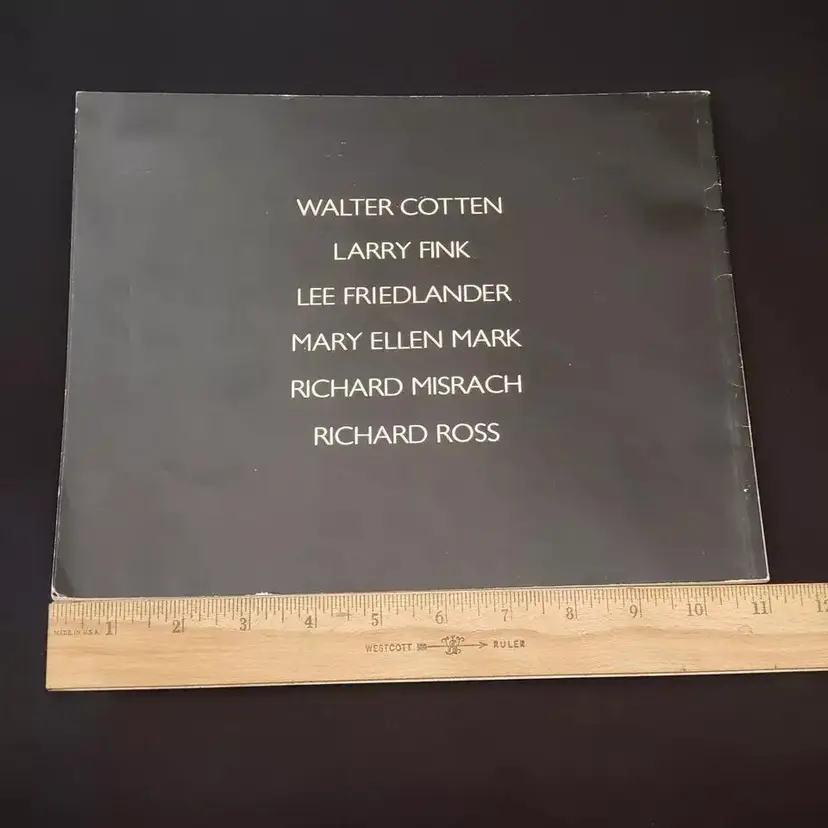 WALTER COTTEN
LARRY FINK
LEE FRIEDLANDER
MARY ELLEN MARK
RICHARD MISRACH
RICHARD ROSS
1 2 3 4 5 6 7 8 9 10 11 12
MADE IN U.S.A.
WESTCOTT RULER